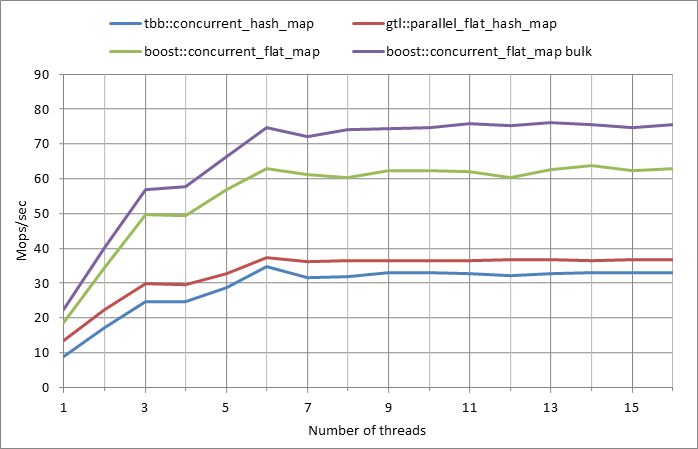 tbb::concurrent_hash_map gtl::parallel_flat_hash_map
boost::concurrent_flat_map boost::concurrent_flat_map bulk
90
80
70
60
50
40
30
20
10
0
Mops/sec
1 3 5 7 9 11 13 15
Number of threads